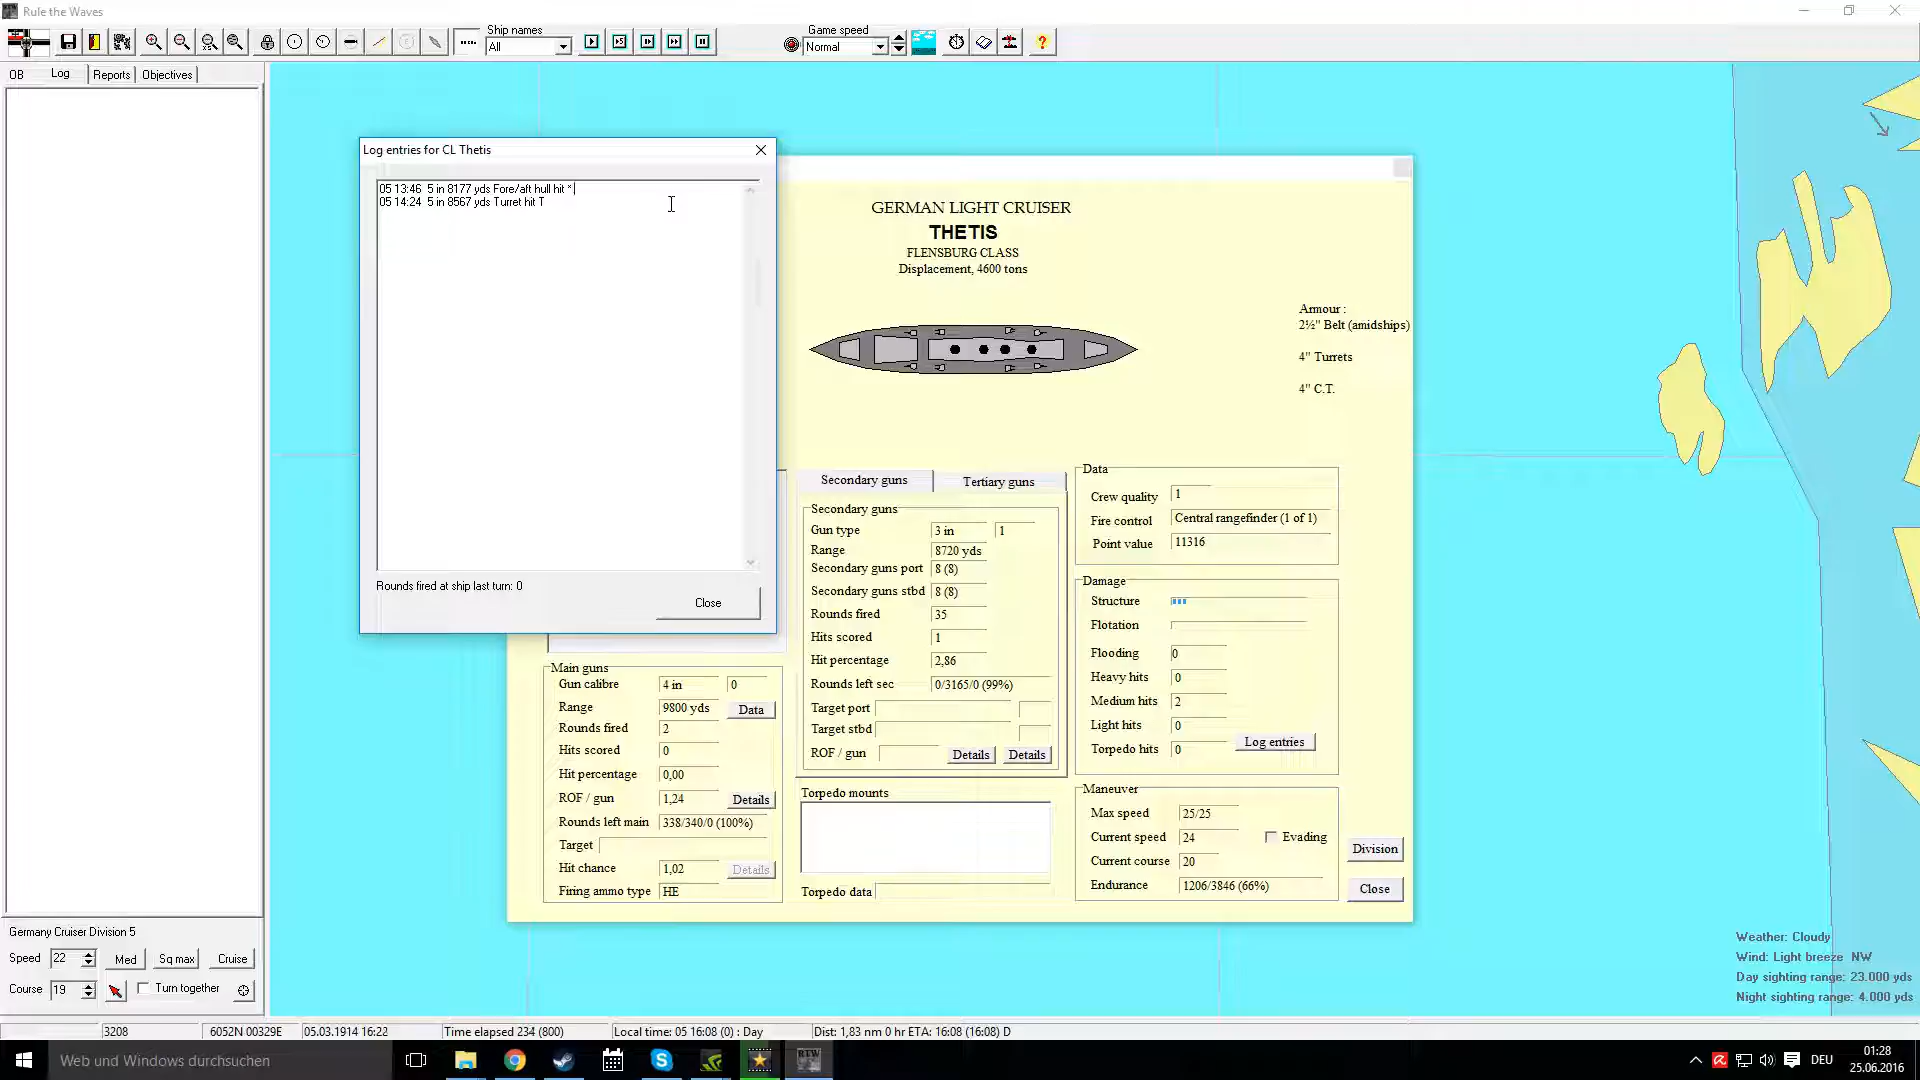 Rule the Waves
Ship names
All
Game speed
Normal
OB
Log
Reports
Objectives
Log entries for CL Thetis
05 13:46  5 in 8177 yds Fore/aft hull hit *
05 14:24  5 in 8567 yds Turret hit T
Rounds fired at ship last turn: 0
Close
GERMAN LIGHT CRUISER
THETIS
FLENSBURG CLASS
Displacement, 4600 tons
Armour :
2½" Belt (amidships)
4" Turrets
4" C.T.
Main guns
Gun calibre 4 in 0
Range 9800 yds Data
Rounds fired 2
Hits scored 0
Hit percentage 0,00
ROF / gun 1,24 Details
Rounds left main 338/340/0 (100%)
Target
Hit chance 1,02 Details
Firing ammo type HE
Secondary guns
Tertiary guns
Secondary guns
Gun type 3 in 1
Range 8720 yds
Secondary guns port 8 (8)
Secondary guns stbd 8 (8)
Rounds fired 35
Hits scored 1
Hit percentage 2,86
Rounds left sec 0/3165/0 (99%)
Target port
Target stbd
ROF / gun Details Details
Torpedo mounts
Torpedo data
Data
Crew quality 1
Fire control Central rangefinder (1 of 1)
Point value 11316
Damage
Structure
Flotation
Flooding 0
Heavy hits 0
Medium hits 2
Light hits 0
Torpedo hits 0 Log entries
Maneuver
Max speed 25/25
Current speed 24 Evading
Current course 20
Endurance 1206/3846 (66%)
Division
Close
Germany Cruiser Division 5
Speed 22 Med Sq max Cruise
Course 19 Turn together
Weather: Cloudy
Wind: Light breeze  NW
Day sighting range: 23.000 yds
Night sighting range: 4.000 yds
3208
6052N 00329E
05.03.1914 16:22
Time elapsed 234 (800)
Local time: 05 16:08 (0) : Day
Dist: 1,83 nm 0 hr ETA: 16:08 (16:08) D
Web und Windows durchsuchen
RTW
DEU
01:28
25.06.2016